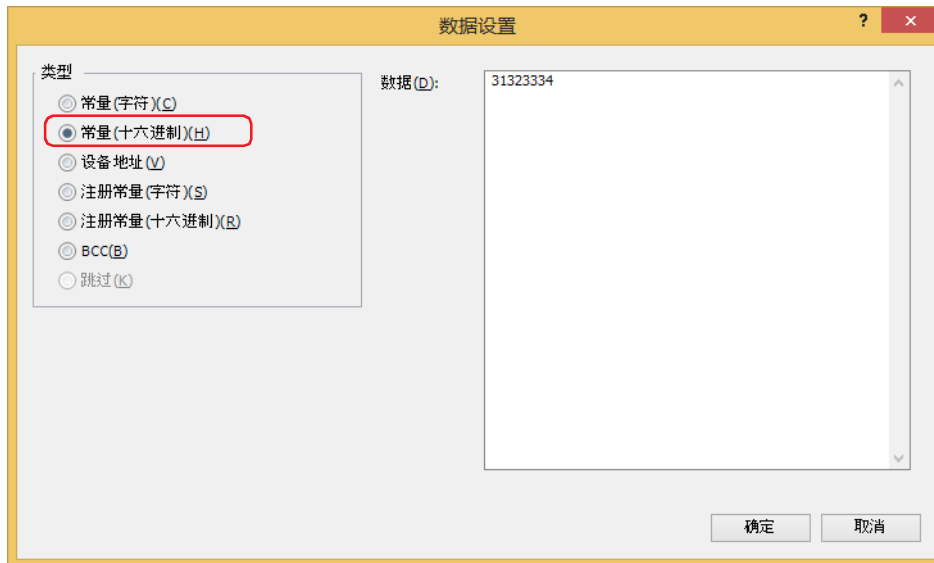 数据设置
?
×
类型
常量(字符)(C)
常量(十六进制)(H)
设备地址(V)
注册常量(字符)(S)
注册常量(十六进制)(R)
BCC(B)
跳过(K)
数据(D):
31323334
确定
取消